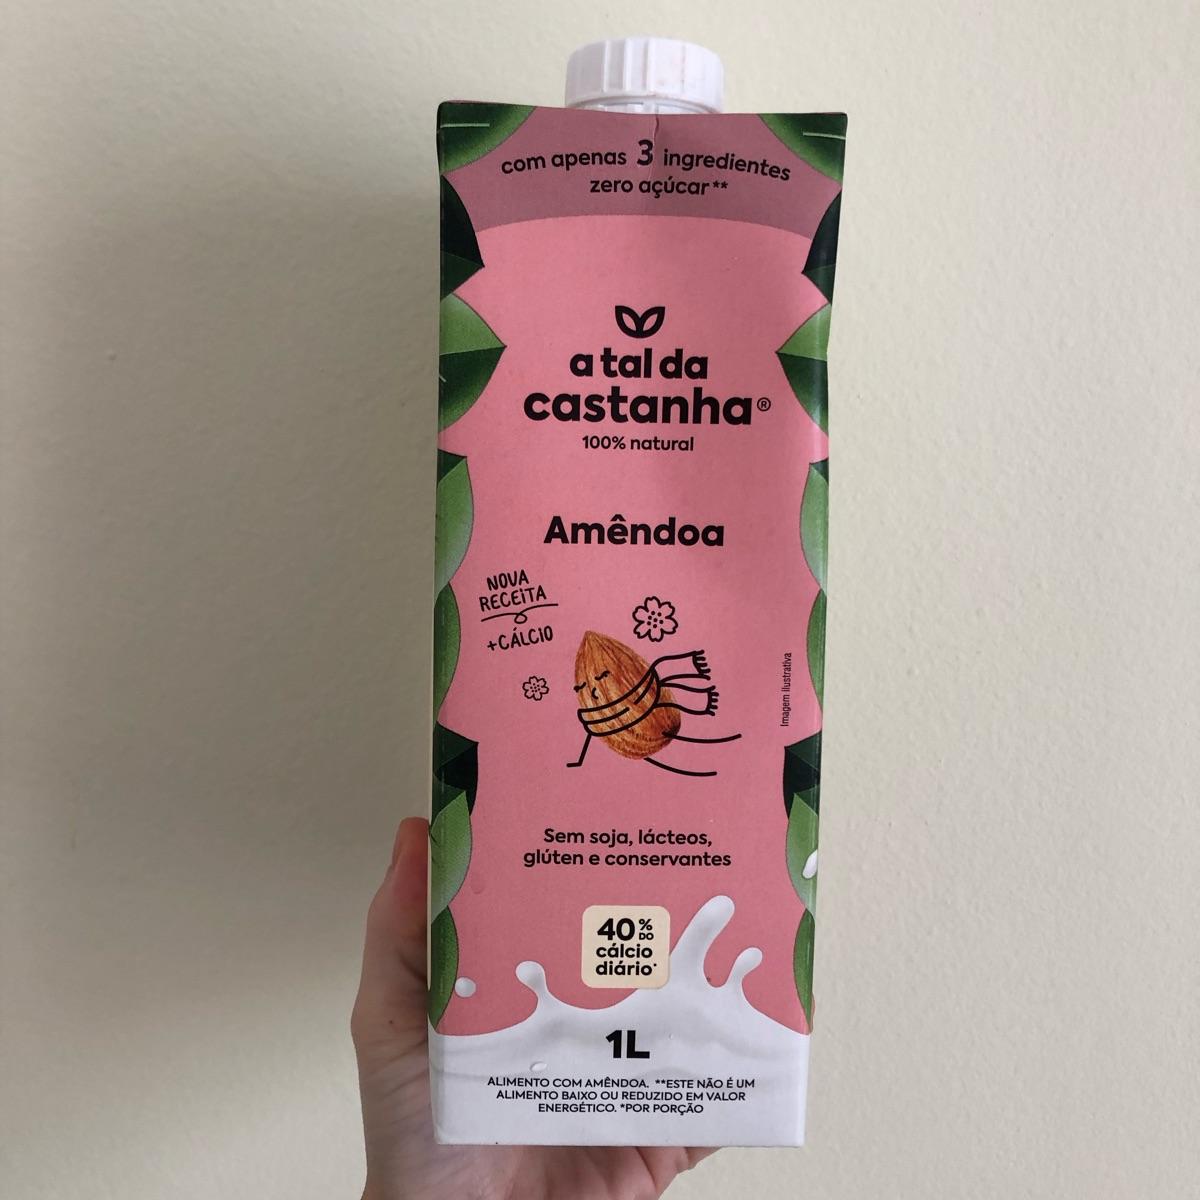 com apenas 3 ingredientes
zero açúcar**
a tal da
castanha®
100% natural
Amêndoa
NOVA
RECEITA
+CÁLCIO
Imagem ilustrativa
Sem soja, lácteos,
glúten e conservantes
40% DO
cálcio
diário*
1L
ALIMENTO COM AMÊNDOA. **ESTE NÃO É UM
ALIMENTO BAIXO OU REDUZIDO EM VALOR
ENERGÉTICO. *POR PORÇÃO